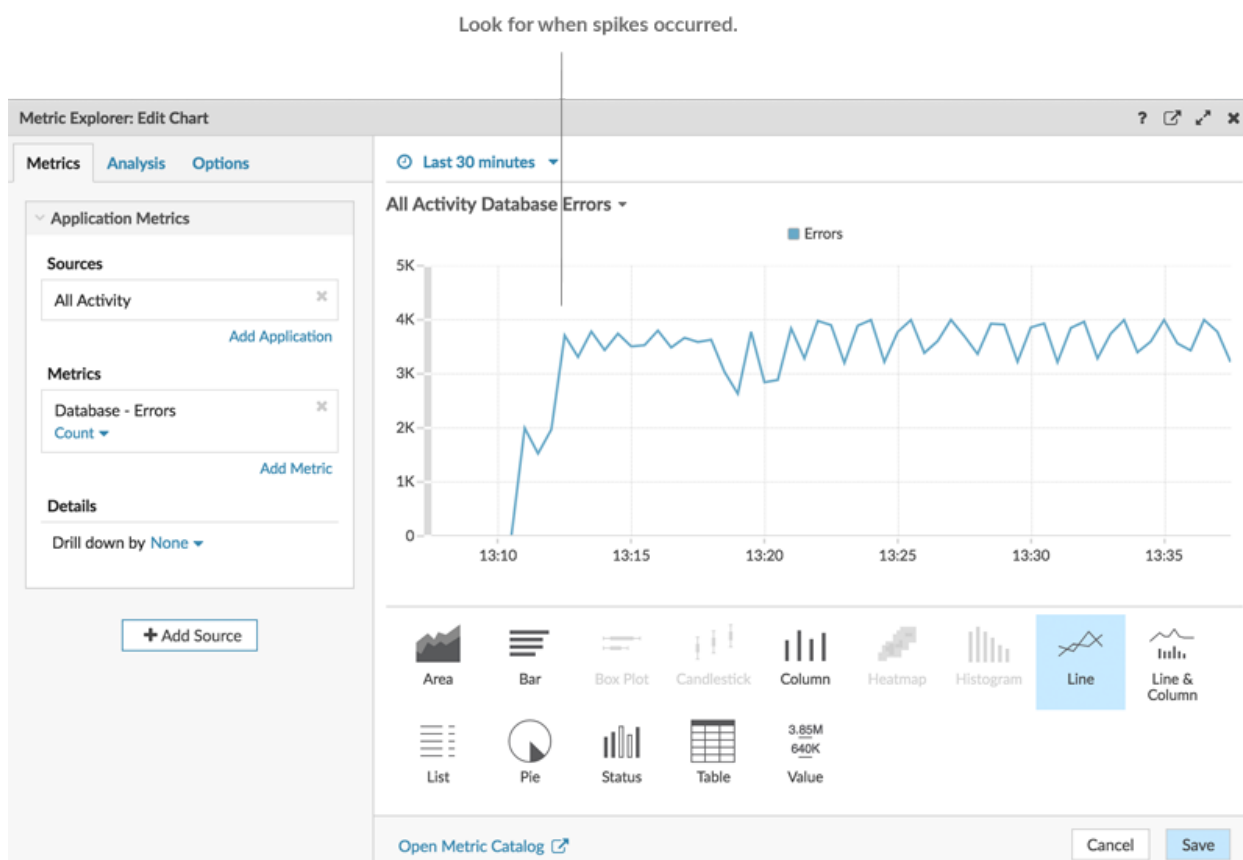 Look for when spikes occurred.
Metric Explorer: Edit Chart
?
Metrics Analysis Options
Application Metrics
Sources
All Activity
Add Application
Metrics
Database - Errors
Count
Add Metric
Details
Drill down by None
+ Add Source
Last 30 minutes
All Activity Database Errors
Errors
5K
4K
3K
2K
1K
0
13:10 13:15 13:20 13:25 13:30 13:35
Area Bar Box Plot Candlestick Column Heatmap Histogram Line Line &
Column
3.85M
640K
List Pie Status Table Value
Open Metric Catalog
Cancel Save